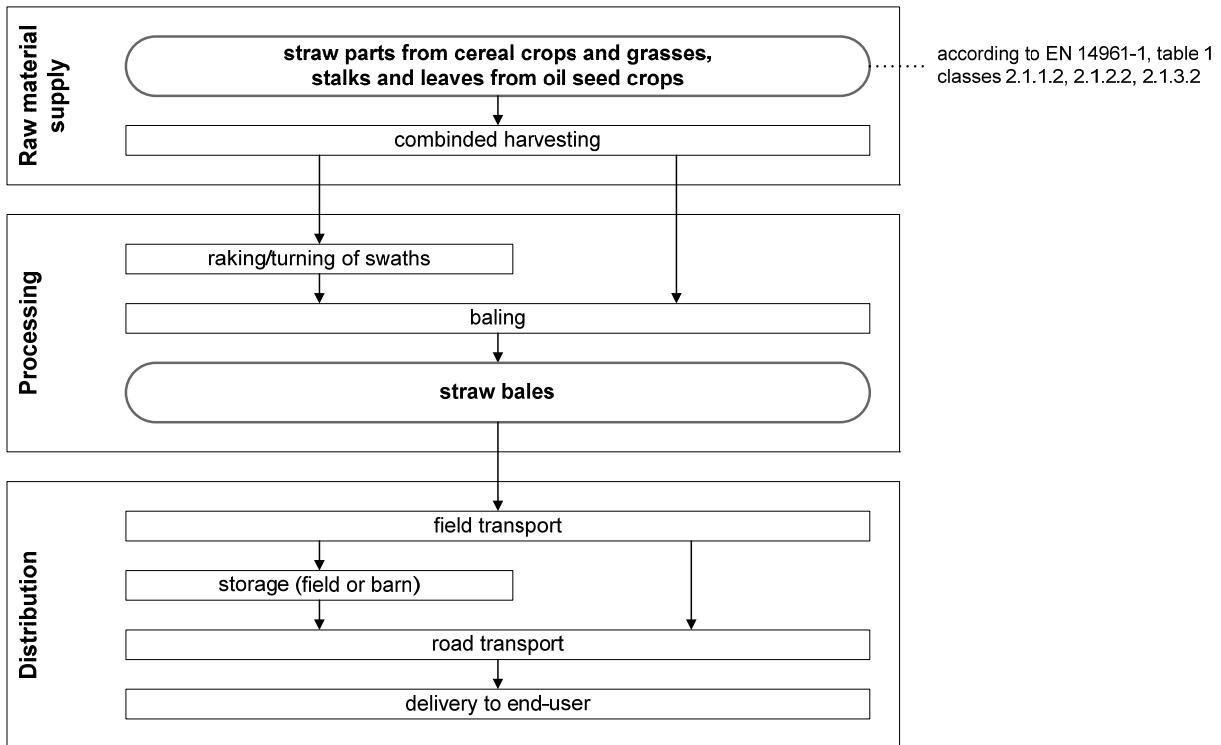 Raw material
supply
straw parts from cereal crops and grasses,
stalks and leaves from oil seed crops
according to EN 14961-1, table 1
classes 2.1.1.2, 2.1.2.2, 2.1.3.2
combinded harvesting
Processing
raking/turning of swaths
baling
straw bales
Distribution
field transport
storage (field or barn)
road transport
delivery to end-user